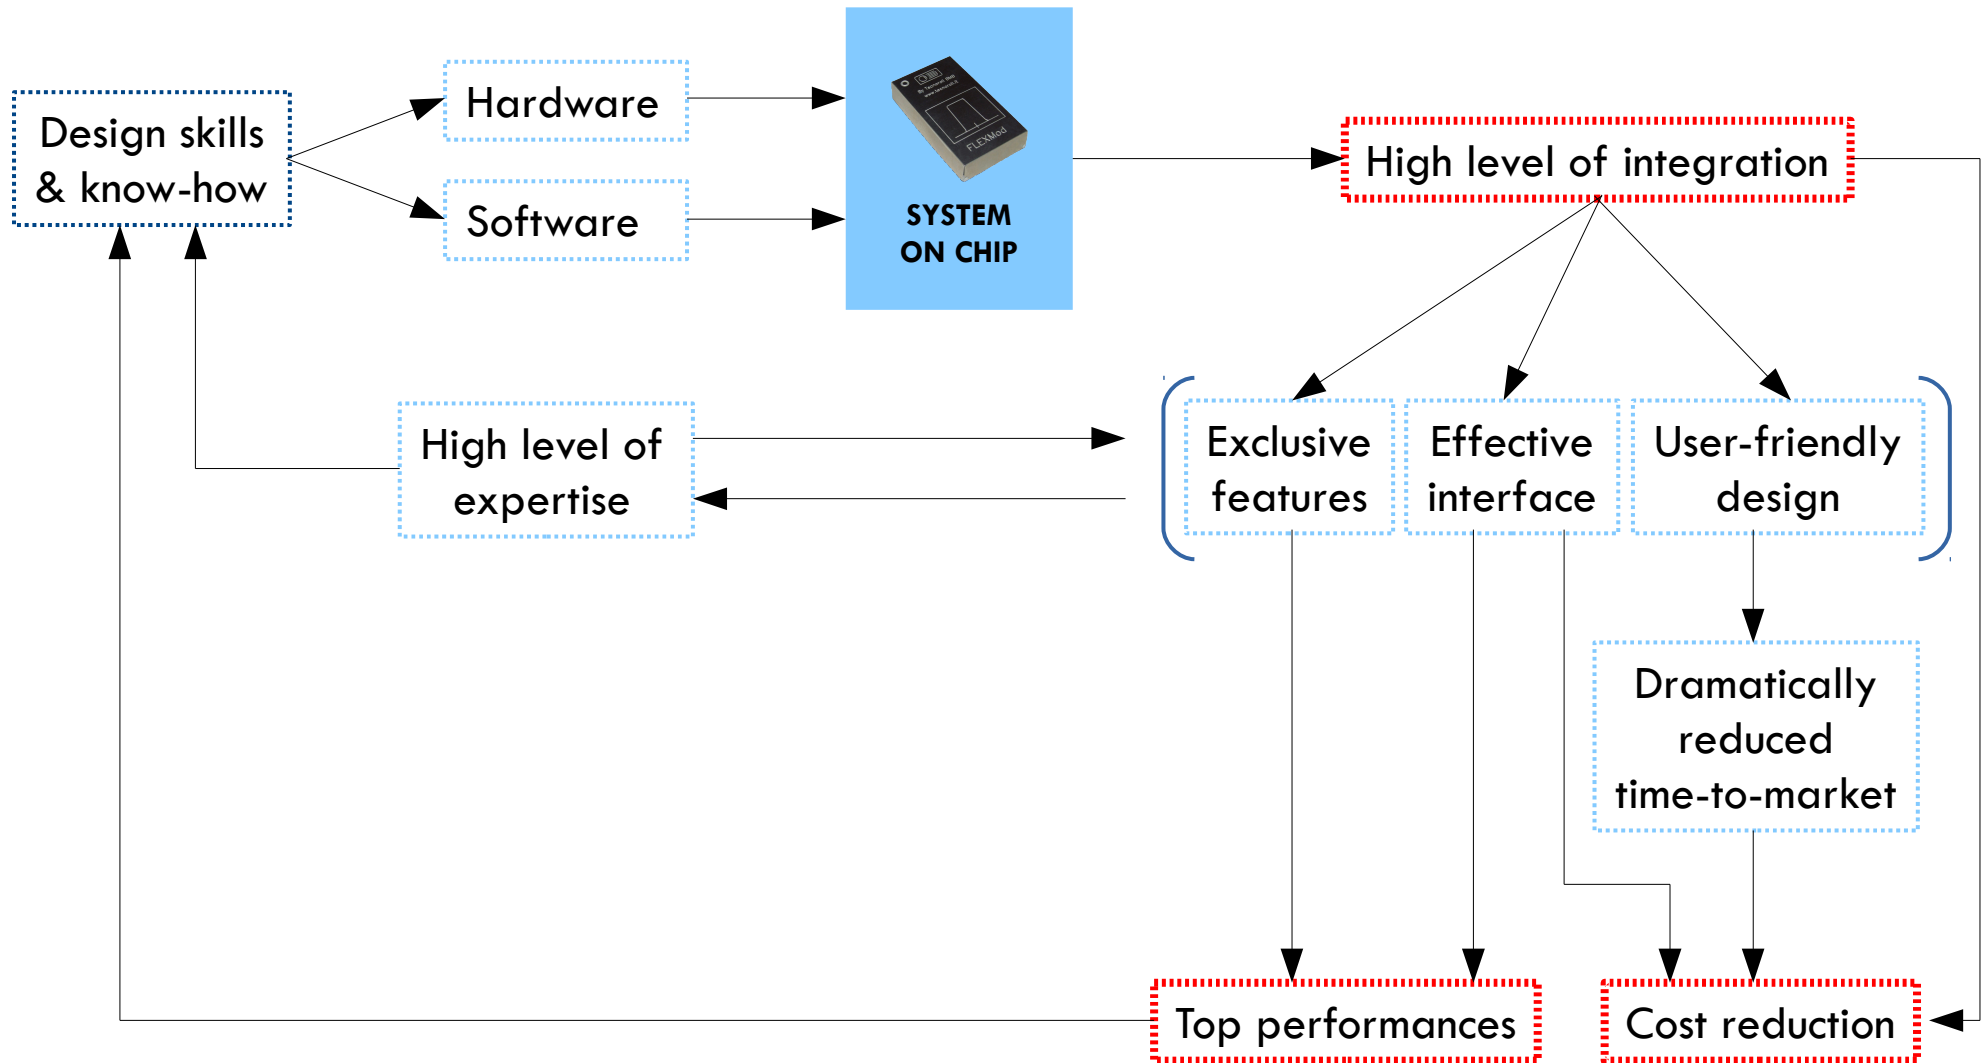 Design skills
& know-how
Hardware
Software
FLEXMod
SYSTEM
ON CHIP
High level of integration
High level of
expertise
Exclusive
features
Effective
interface
User-friendly
design
Dramatically
reduced
time-to-market
Top performances
Cost reduction